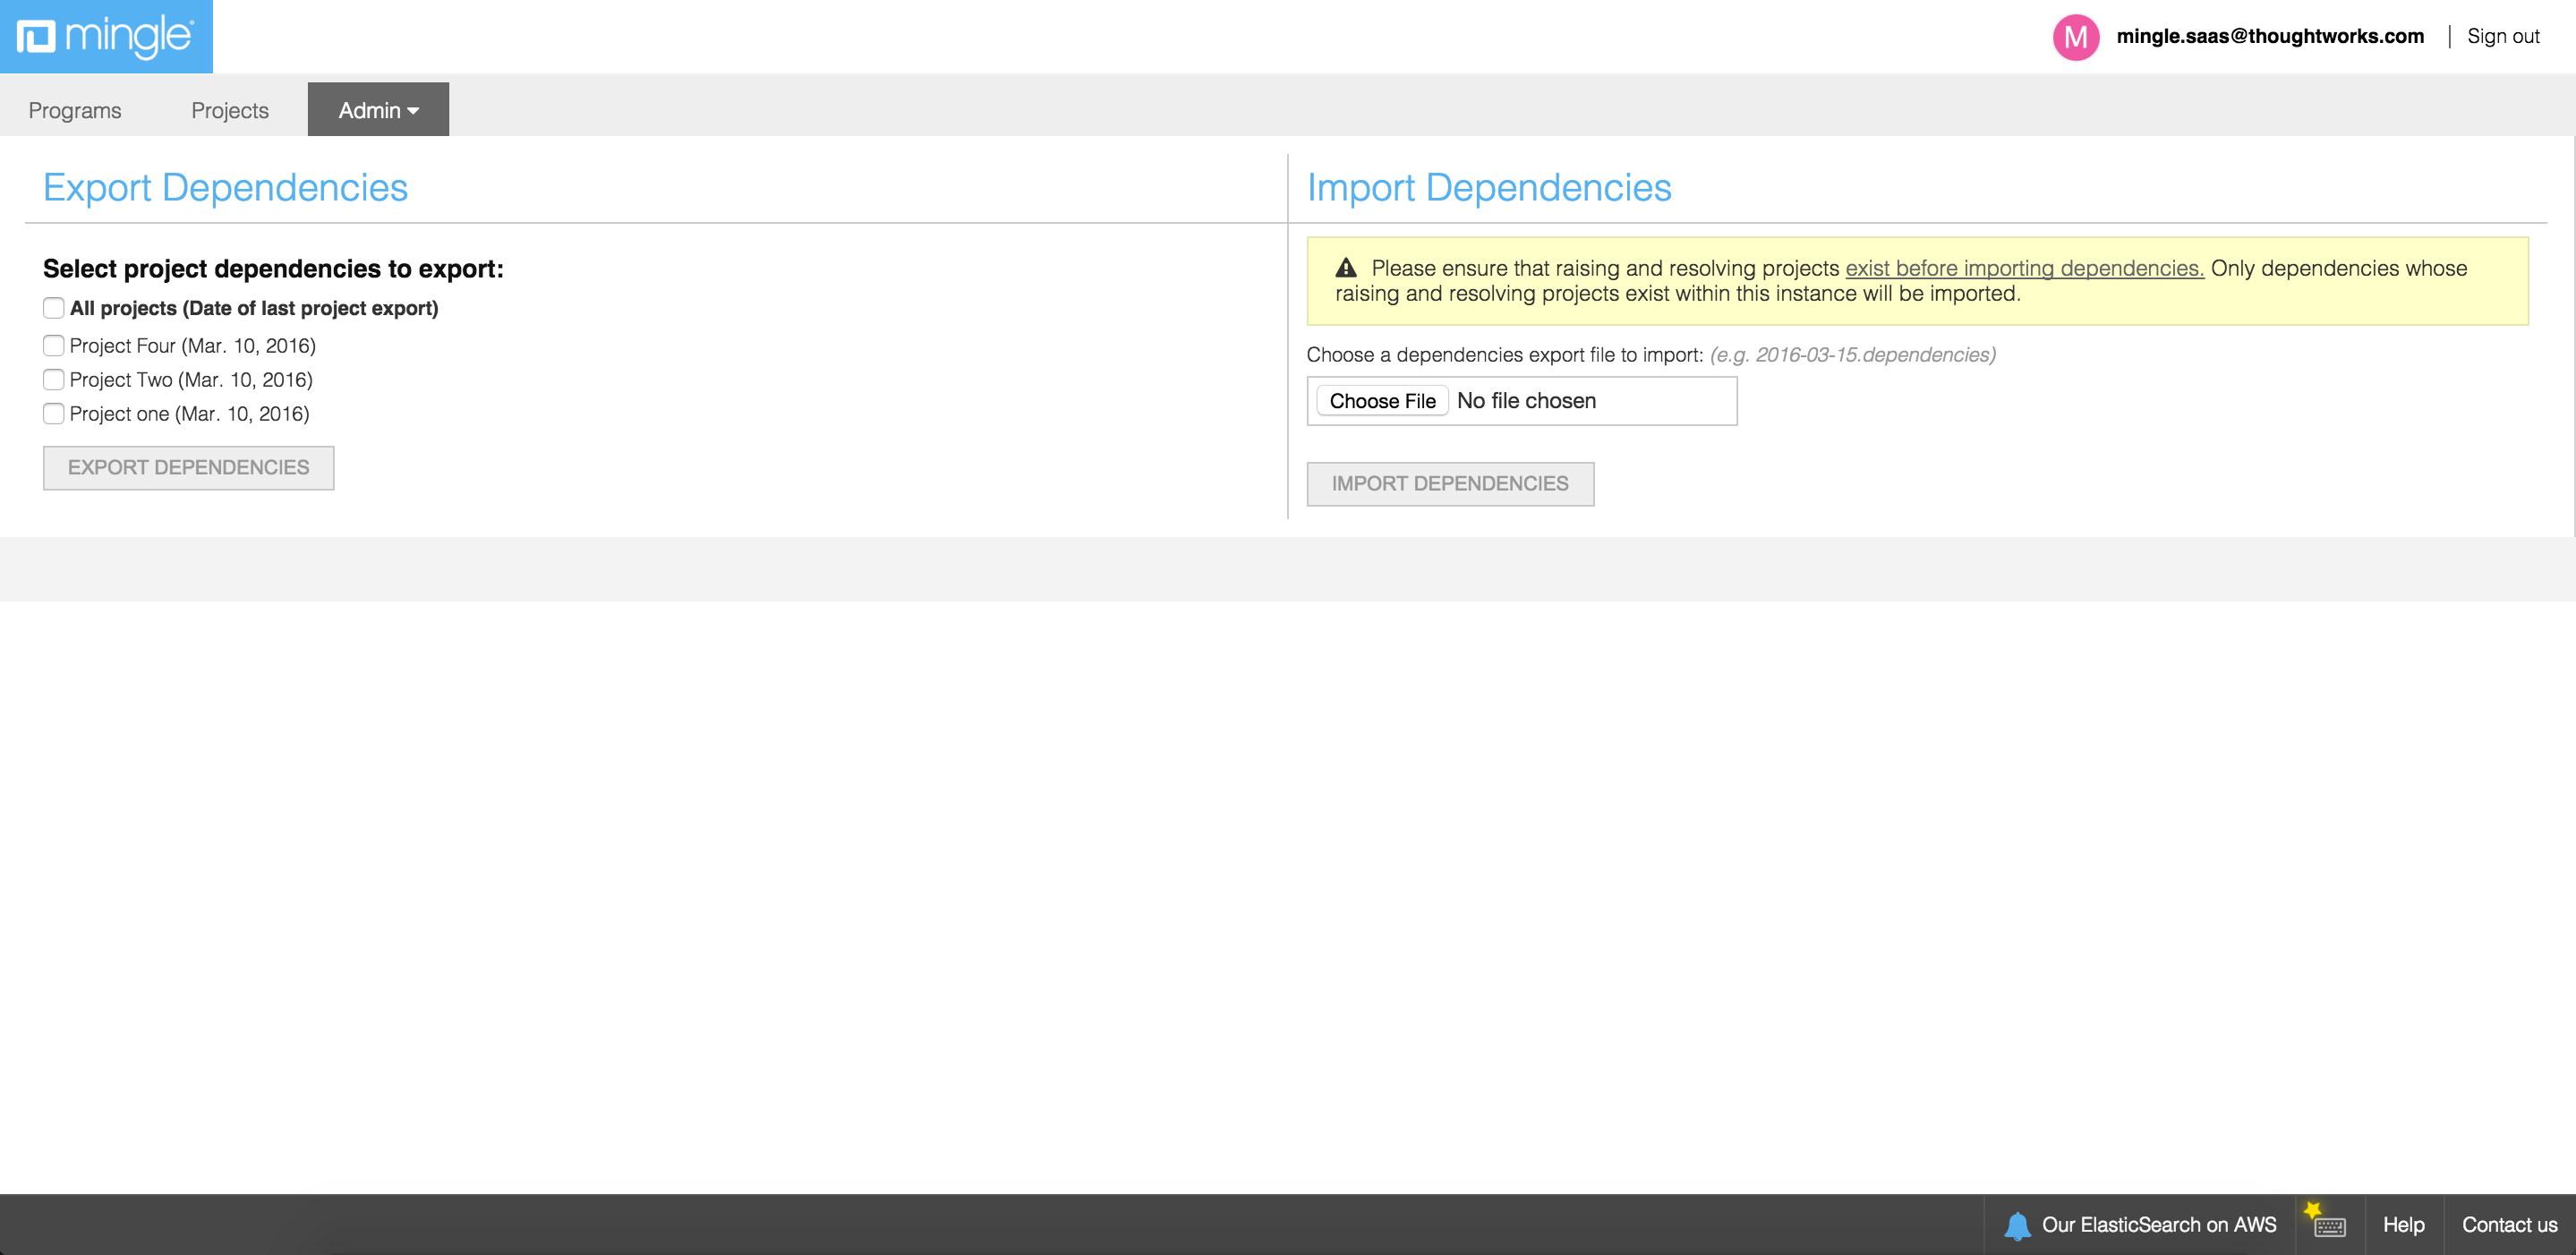 mingle®
M mingle.saas@thoughtworks.com | Sign out
Programs Projects Admin
Export Dependencies
Select project dependencies to export:
All projects (Date of last project export)
Project Four (Mar. 10, 2016)
Project Two (Mar. 10, 2016)
Project one (Mar. 10, 2016)
EXPORT DEPENDENCIES
Import Dependencies
Please ensure that raising and resolving projects exist before importing dependencies. Only dependencies whose
raising and resolving projects exist within this instance will be imported.
Choose a dependencies export file to import: (e.g. 2016-03-15.dependencies)
Choose File No file chosen
IMPORT DEPENDENCIES
Our ElasticSearch on AWS Help Contact us